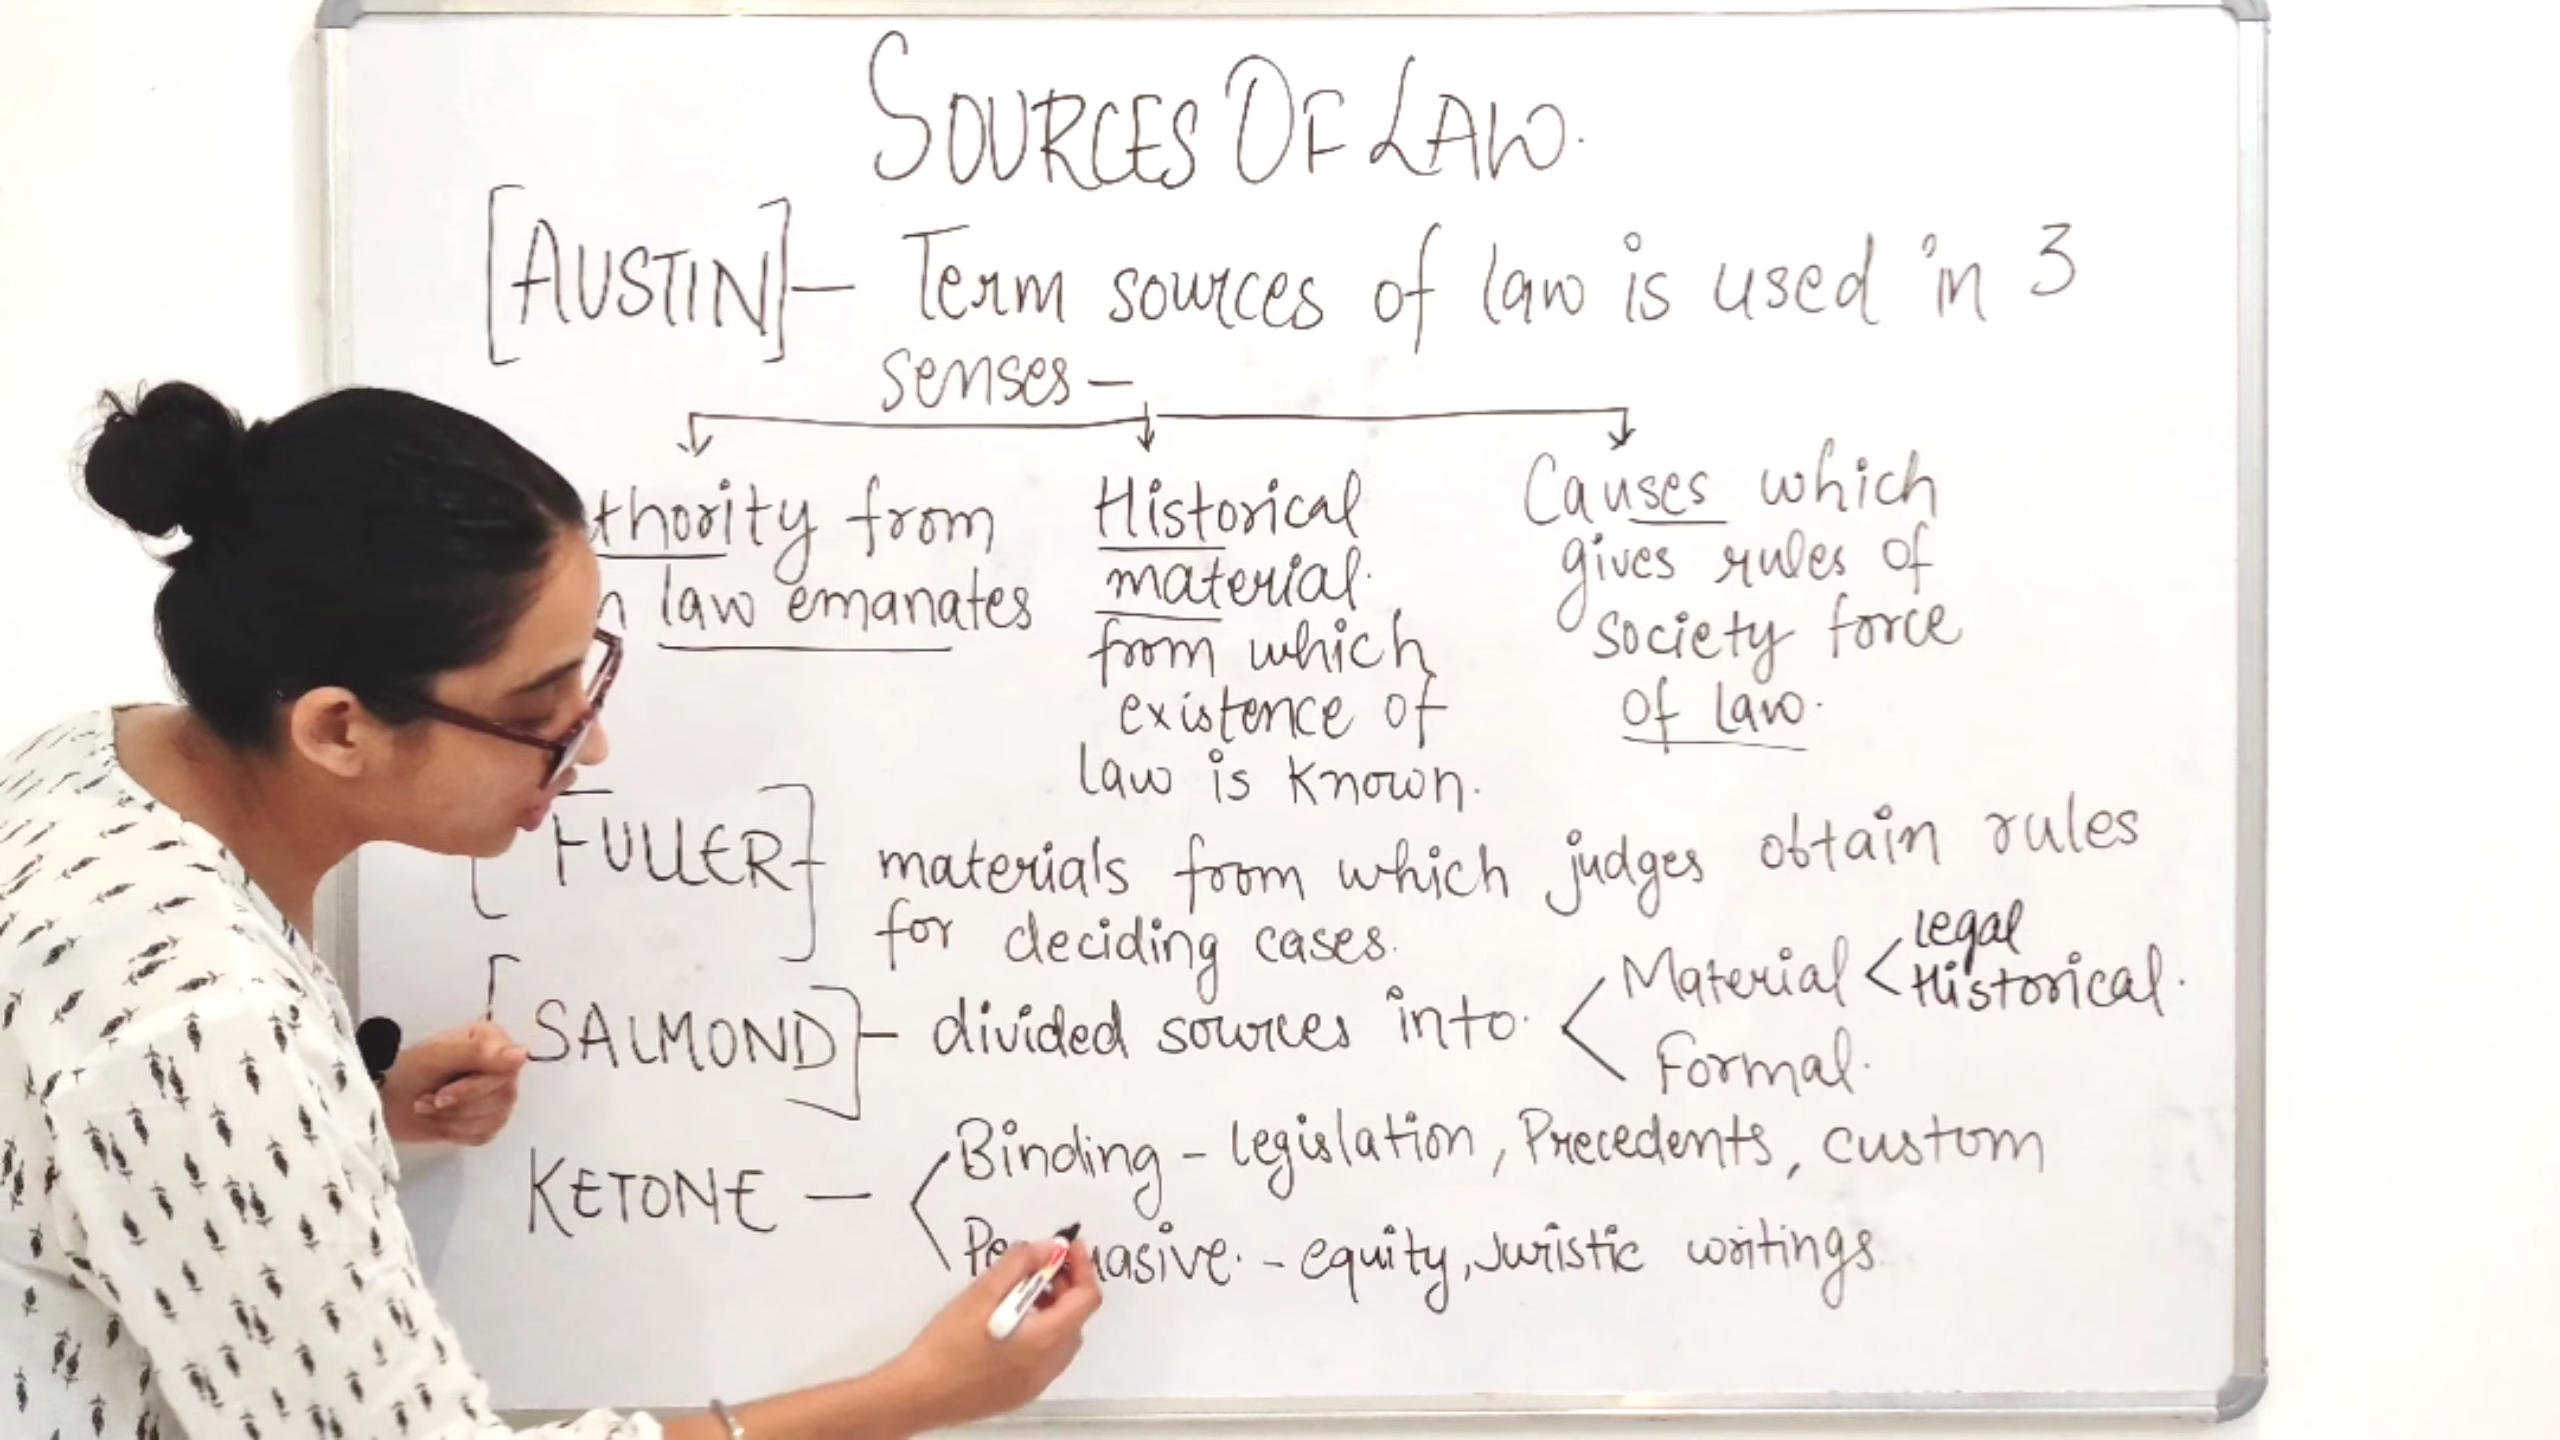 SOURCES OF LAW.
[AUSTIN] — Term sources of law is used in 3
senses —
thority from
law emanates
Historical
material.
from which
existence of
law is known.
Causes which
gives rules of
society force
of law.
[FULLER] - materials from which judges obtain rules
for deciding cases.
[SALMOND] - divided sources into. < Material < legal
Historical.
Formal.
KETONE — < Binding - legislation, Precedents, custom
Pe uasive. - equity, Juristic writings